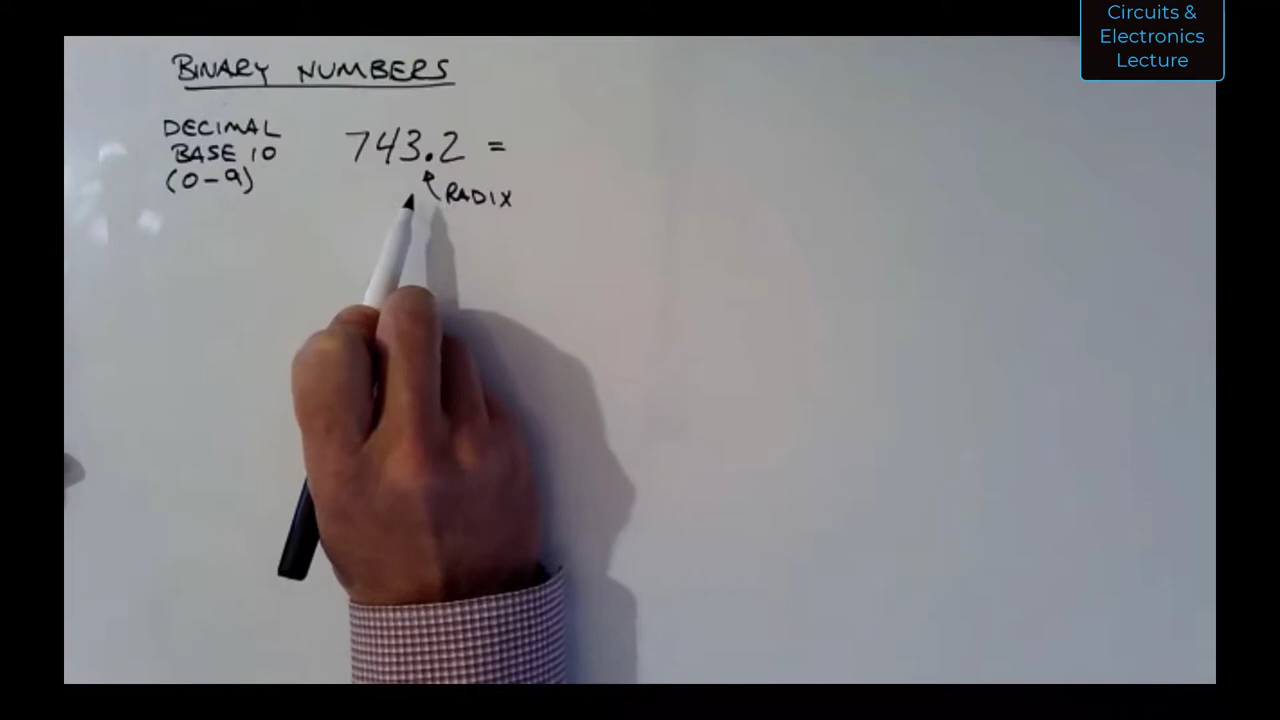 Circuits &
Electronics
Lecture
BINARY NUMBERS
DECIMAL
BASE 10
(0-9)
743.2 =
RADIX